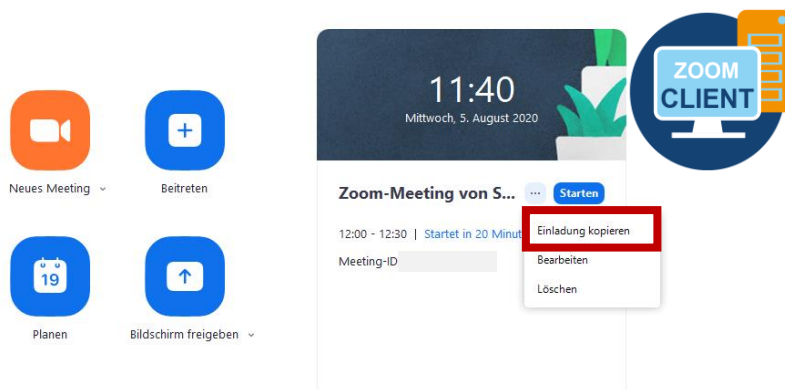 11:40
Mittwoch, 5. August 2020
ZOOM
CLIENT
Neues Meeting
Beitreten
19
Planen
Bildschirm freigeben
Zoom-Meeting von S... ... Starten
12:00 - 12:30 | Startet in 20 Minut
Meeting-ID
Einladung kopieren
Bearbeiten
Löschen